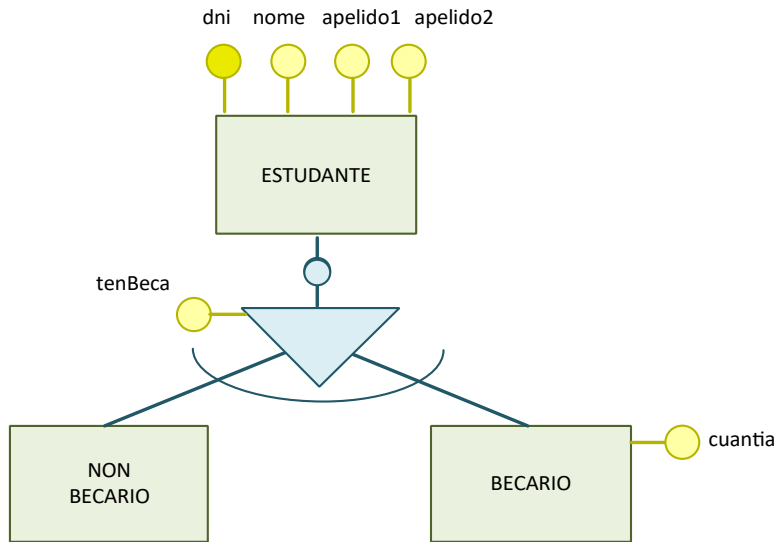 dni nome apelido1 apelido2
ESTUDANTE
tenBeca
NON
BECARIO
BECARIO
cuantia